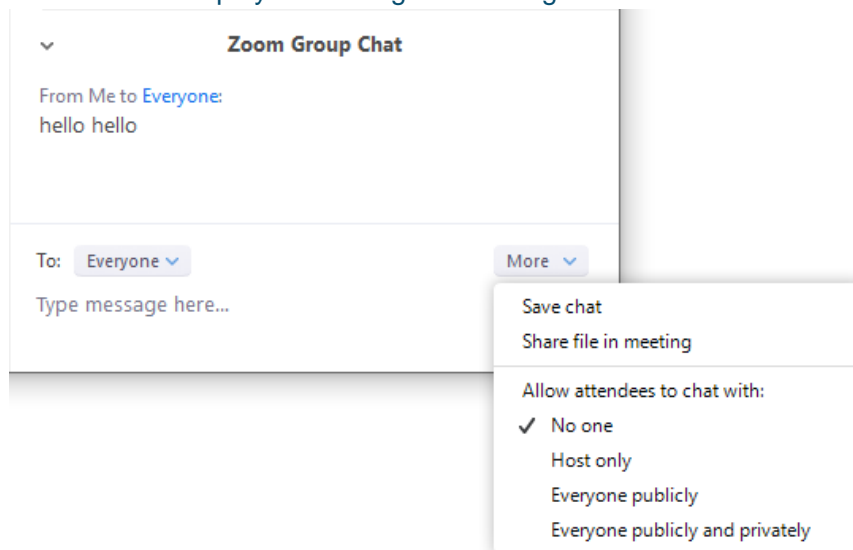 Zoom Group Chat
From Me to Everyone:
hello hello
To: Everyone
More
Type message here...
Save chat
Share file in meeting
Allow attendees to chat with:
✓ No one
Host only
Everyone publicly
Everyone publicly and privately